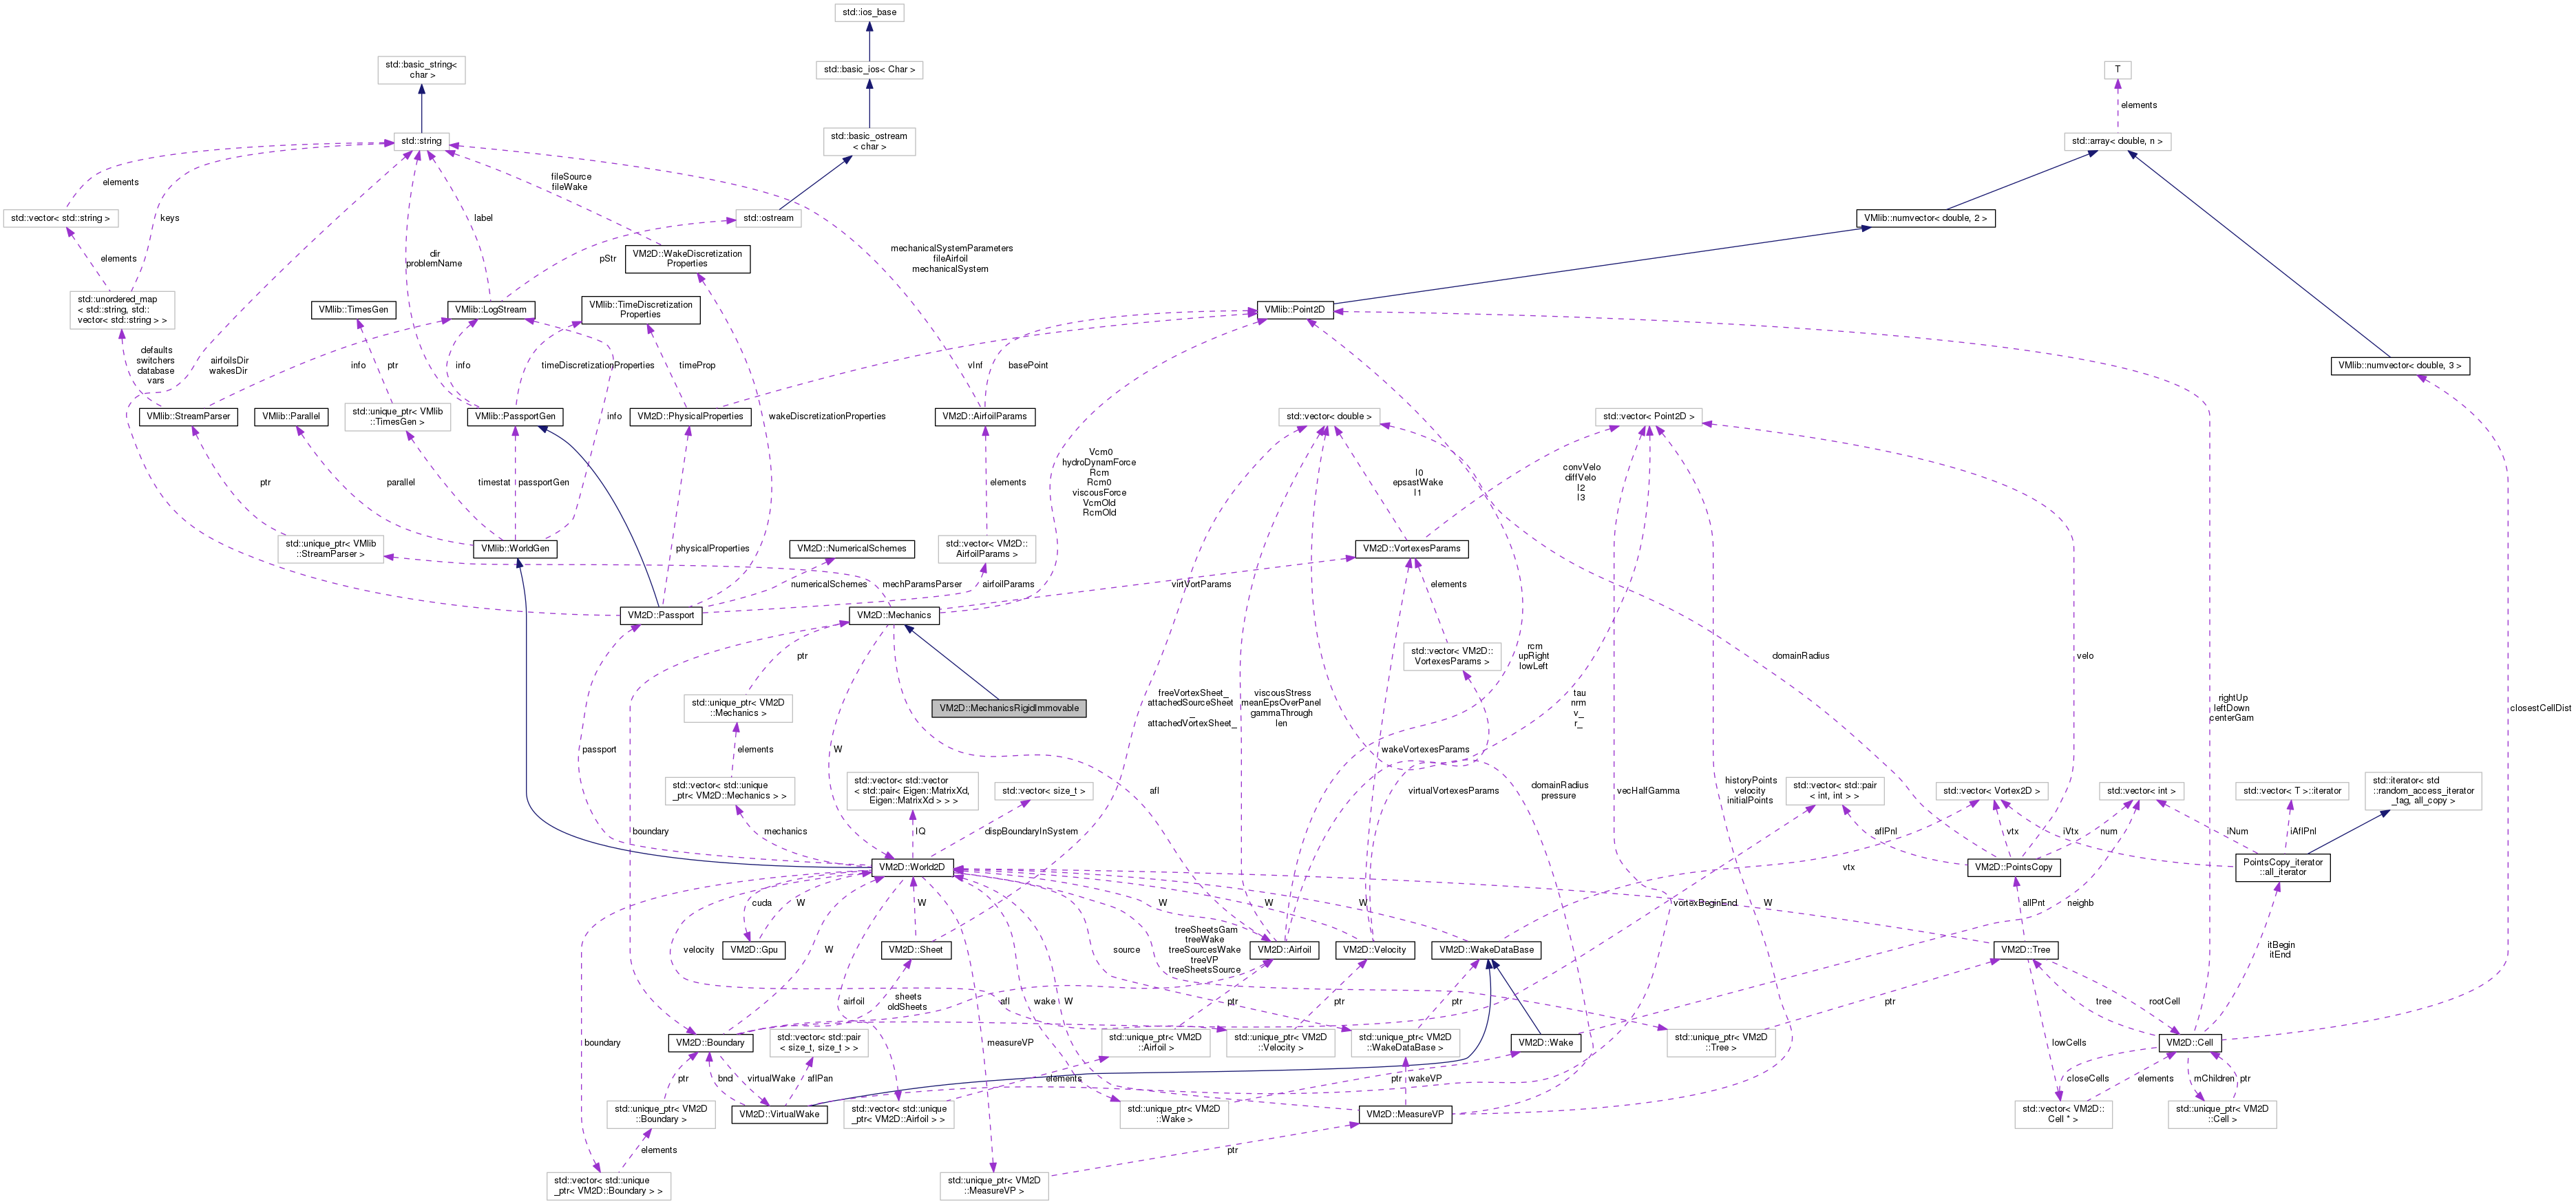 std::ios_base
std::basic_string<
char >
std::basic_ios< Char >
T
elements
std::basic_ostream
< char >
std::string
std::array< double, n >
elements
fileSource
fileWake
std::vector< std::string >
keys
label
std::ostream
VMlib::numvector< double, 2 >
elements
dir
problemName
pStr
VM2D::WakeDiscretization
Properties
mechanicalSystemParameters
fileAirfoil
mechanicalSystem
std::unordered_map
< std::string, std::
vector< std::string > >
VMlib::TimesGen
VMlib::LogStream
VMlib::TimeDiscretization
Properties
VMlib::Point2D
defaults
switchers
database
vars
airfoilsDir
wakesDir
info
ptr
info
timeDiscretizationProperties
timeProp
vInf
basePoint
VMlib::numvector< double, 3 >
VMlib::StreamParser
VMlib::Parallel
std::unique_ptr< VMlib
::TimesGen >
VMlib::PassportGen
info
VM2D::PhysicalProperties
wakeDiscretizationProperties
VM2D::AirfoilParams
std::vector< double >
std::vector< Point2D >
ptr
parallel
timestat
passportGen
elements
Vcm0
hydroDynamForce
Rcm
Rcm0
viscousForce
VcmOld
RcmOld
I0
epsastWake
I1
convVelo
diffVelo
I2
I3
std::unique_ptr< VMlib
::StreamParser >
VMlib::WorldGen
physicalProperties
VM2D::NumericalSchemes
std::vector< VM2D::
AirfoilParams >
VM2D::VortexesParams
numericalSchemes
mechParamsParser
airfoilParams
virtVortParams
elements
VM2D::Passport
VM2D::Mechanics
ptr
std::vector< VM2D::
VortexesParams >
rcm
upRight
lowLeft
domainRadius
velo
std::unique_ptr< VM2D
::Mechanics >
VM2D::MechanicsRigidImmovable
freeVortexSheet_
attachedSourceSheet
_
attachedVortexSheet_
viscousStress
meanEpsOverPanel
gammaThrough
len
tau
nrm
v_
r_
rightUp
leftDown
centerGam
closestCellDist
passport
elements
W
wakeVortexesParams
std::vector< std::unique
_ptr< VM2D::Mechanics > >
std::vector< std::vector
< std::pair< Eigen::MatrixXd,
Eigen::MatrixXd > > >
std::vector< size_t >
afl
virtualVortexesParams
domainRadius
pressure
vecHalfGamma
historyPoints
velocity
initialPoints
std::vector< std::pair
< int, int > >
std::vector< Vortex2D >
std::vector< int >
std::vector< T >::iterator
std::iterator< std
::random_access_iterator
_tag, all_copy >
boundary
mechanics
IQ
dispBoundaryInSystem
aflPnl
vtx
num
iVtx
iNum
iAflPnl
VM2D::World2D
vtx
VM2D::PointsCopy
PointsCopy_iterator
::all_iterator
cuda
W
W
W
W
W
vortexBeginEnd
W
neighb
allPnt
velocity
VM2D::Gpu
W
VM2D::Sheet
treeSheetsGam
treeWake
treeSourcesWake
treeVP
treeSheetsSource
source
VM2D::Airfoil
VM2D::Velocity
VM2D::WakeDataBase
VM2D::Tree
itBegin
itEnd
airfoil
sheets
oldSheets
afl
wake
W
ptr
ptr
ptr
ptr
tree
rootCell
boundary
VM2D::Boundary
std::vector< std::pair
< size_t, size_t > >
measureVP
std::unique_ptr< VM2D
::Airfoil >
std::unique_ptr< VM2D
::Velocity >
std::unique_ptr< VM2D
::WakeDataBase >
VM2D::Wake
std::unique_ptr< VM2D
::Tree >
lowCells
VM2D::Cell
ptr
bnd
virtualWake
aflPan
elements
ptr
wakeVP
closeCells
elements
mChildren
ptr
std::unique_ptr< VM2D
::Boundary >
VM2D::VirtualWake
std::vector< std::unique
_ptr< VM2D::Airfoil > >
std::unique_ptr< VM2D
::Wake >
VM2D::MeasureVP
std::vector< VM2D::
Cell * >
std::unique_ptr< VM2D
::Cell >
elements
ptr
std::vector< std::unique
_ptr< VM2D::Boundary > >
std::unique_ptr< VM2D
::MeasureVP >